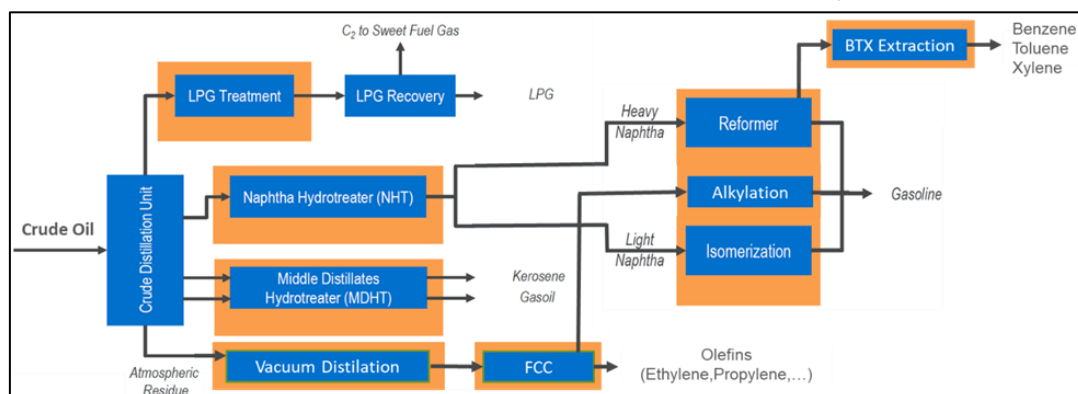 C₂ to Sweet Fuel Gas
LPG Treatment
LPG Recovery
LPG
BTX Extraction
Benzene
Toluene
Xylene
Heavy
Naphtha
Reformer
Crude Oil
Crude Distillation Unit
Naphtha Hydrotreater (NHT)
Alkylation
Gasoline
Light
Naphtha
Isomerization
Middle Distillates
Hydrotreater (MDHT)
Kerosene
Gasoil
Atmospheric
Residue
Vacuum Distilation
FCC
Olefins
(Ethylene,Propylene,...)